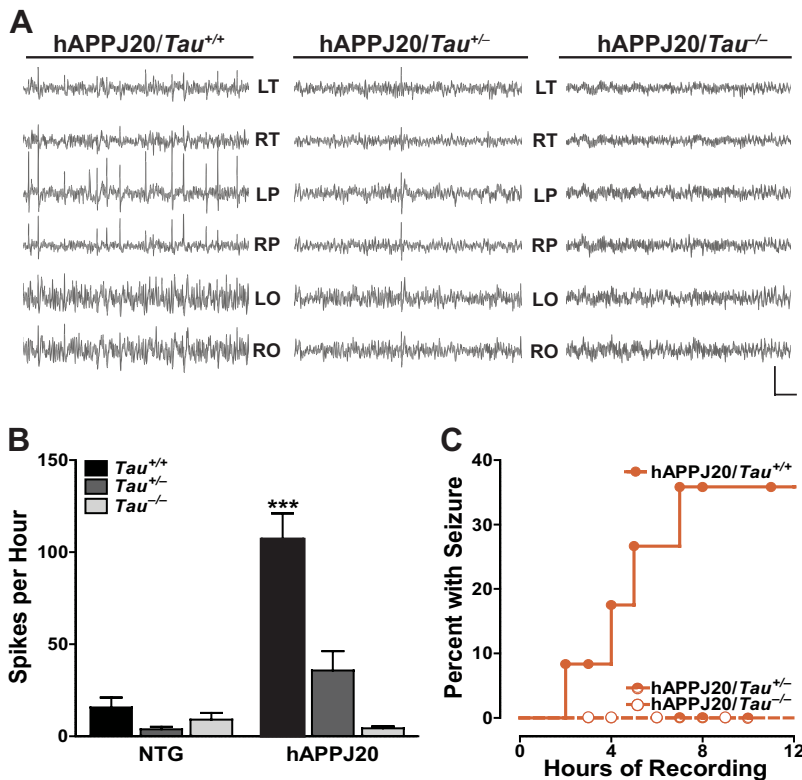 A
hAPPJ20/Tau+/+
hAPPJ20/Tau+/–
hAPPJ20/Tau–/–
LT LT
RT RT
LP LP
RP RP
LO LO
RO RO
B
150
100
50
0
Spikes per Hour
Tau+/+
Tau+/–
Tau–/–
***
NTG hAPPJ20
C
40
30
20
10
0
Percent with Seizure
hAPPJ20/Tau+/+
hAPPJ20/Tau+/–
hAPPJ20/Tau–/–
0 4 8 12
Hours of Recording